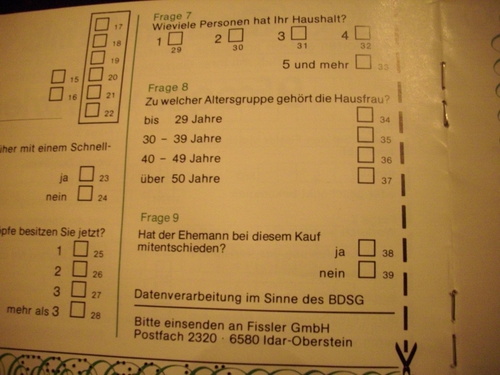 17
18
19
15 20
16 21
22
iher mit einem Schnell-
ja 23
nein 24
pfe besitzen Sie jetzt?
1 25
2 26
3 27
mehr als 3 28
Frage 7
Wieviele Personen hat Ihr Haushalt?
1 2 3 4
29 30 31 32
5 und mehr 33
Frage 8
Zu welcher Altersgruppe gehört die Hausfrau?
bis 29 Jahre 34
30 – 39 Jahre 35
40 – 49 Jahre 36
über 50 Jahre 37
Frage 9
Hat der Ehemann bei diesem Kauf
mitentschieden?
ja 38
nein 39
Datenverarbeitung im Sinne des BDSG
Bitte einsenden an Fissler GmbH
Postfach 2320 · 6580 Idar-Oberstein